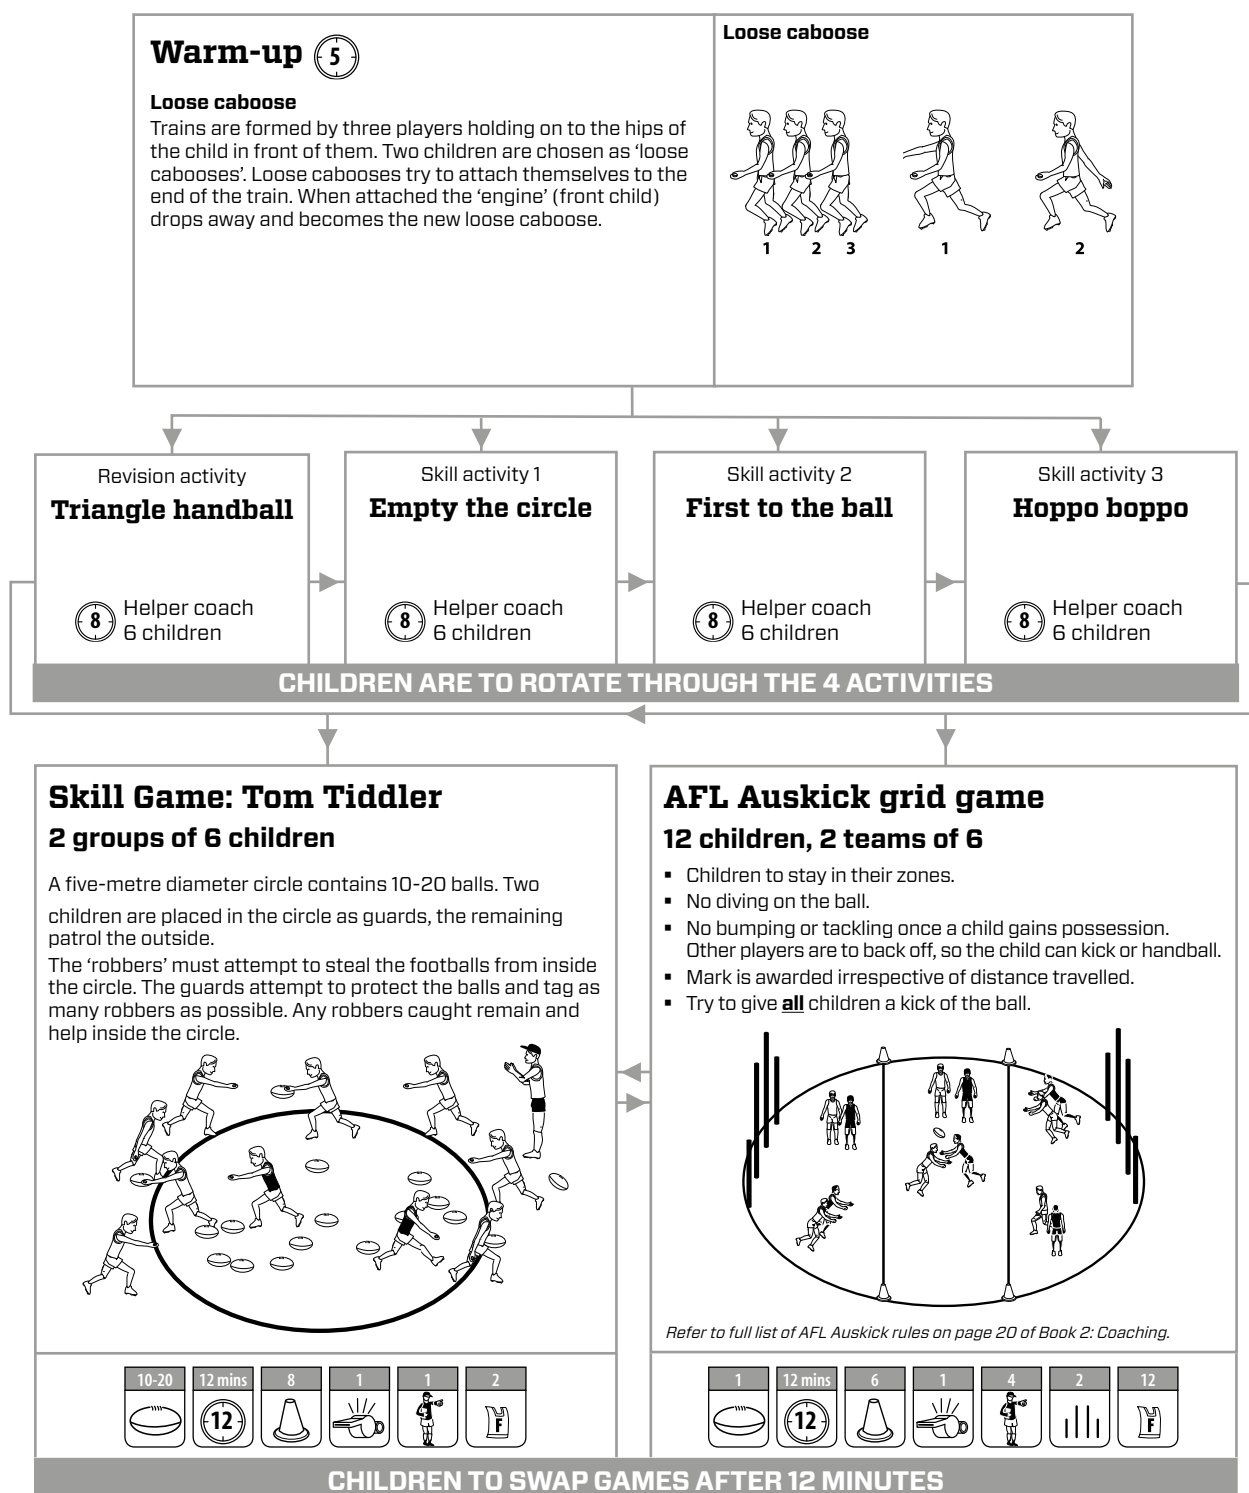 Warm-up 5
Loose caboose
Trains are formed by three players holding on to the hips of
the child in front of them. Two children are chosen as ‘loose
cabooses’. Loose cabooses try to attach themselves to the
end of the train. When attached the ‘engine’ (front child)
drops away and becomes the new loose caboose.
Loose caboose
1 2 3 1 2
Revision activity
Triangle handball
8
Helper coach
6 children
Skill activity 1
Empty the circle
8
Helper coach
6 children
Skill activity 2
First to the ball
8
Helper coach
6 children
Skill activity 3
Hoppo boppo
8
Helper coach
6 children
CHILDREN ARE TO ROTATE THROUGH THE 4 ACTIVITIES
Skill Game: Tom Tiddler
2 groups of 6 children
A five-metre diameter circle contains 10-20 balls. Two
children are placed in the circle as guards, the remaining
patrol the outside.
The ‘robbers’ must attempt to steal the footballs from inside
the circle. The guards attempt to protect the balls and tag as
many robbers as possible. Any robbers caught remain and
help inside the circle.
10-20 12 mins 8 1 1 2
12 F
AFL Auskick grid game
12 children, 2 teams of 6
▪ Children to stay in their zones.
▪ No diving on the ball.
▪ No bumping or tackling once a child gains possession.
Other players are to back off, so the child can kick or handball.
▪ Mark is awarded irrespective of distance travelled.
▪ Try to give all children a kick of the ball.
Refer to full list of AFL Auskick rules on page 20 of Book 2: Coaching.
1 12 mins 6 1 4 2 12
12 F
CHILDREN TO SWAP GAMES AFTER 12 MINUTES